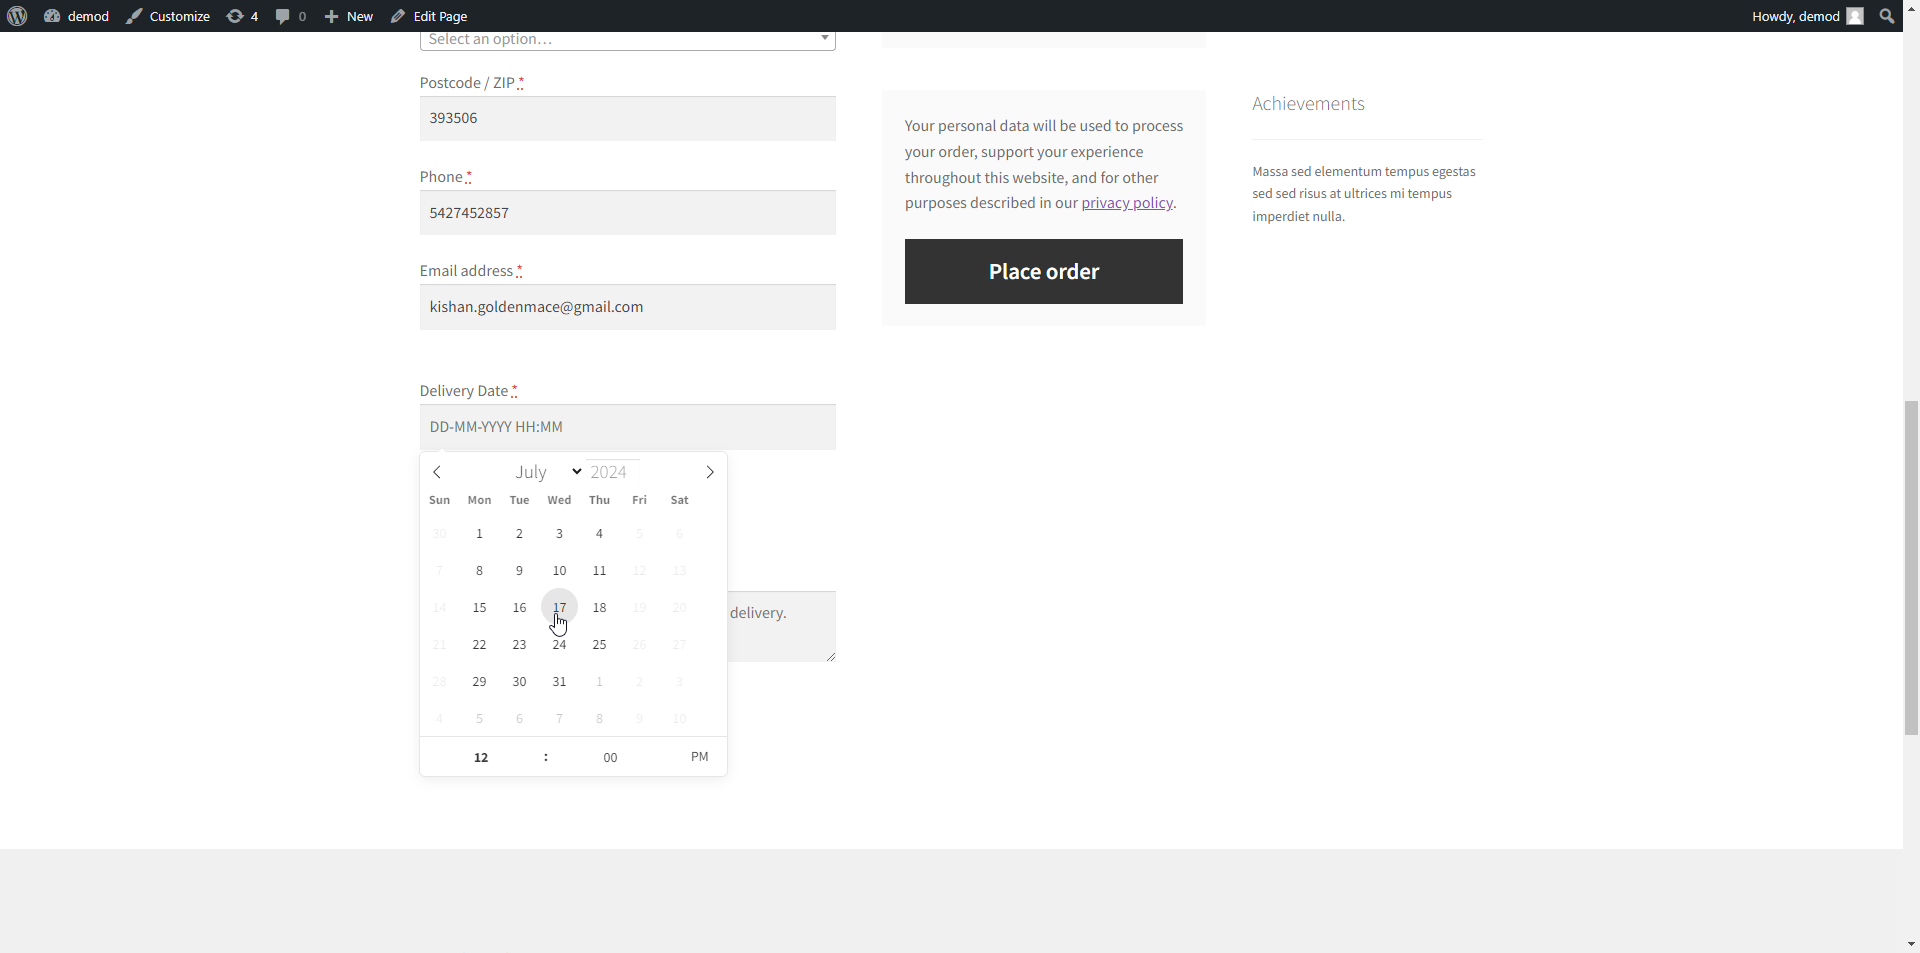 demod Customize 4 0 New Edit Page Howdy, demod
Select an option…
Postcode / ZIP *
393506
Phone *
5427452857
Email address *
kishan.goldenmace@gmail.com
Delivery Date *
DD-MM-YYYY HH:MM
July 2024
Sun Mon Tue Wed Thu Fri Sat
30 1 2 3 4 5 6
7 8 9 10 11 12 13
14 15 16 17 18 19 20
21 22 23 24 25 26 27
28 29 30 31 1 2 3
4 5 6 7 8 9 10
12 : 00 PM
delivery.
Your personal data will be used to process
your order, support your experience
throughout this website, and for other
purposes described in our privacy policy.
Place order
Achievements
Massa sed elementum tempus egestas
sed sed risus at ultrices mi tempus
imperdiet nulla.